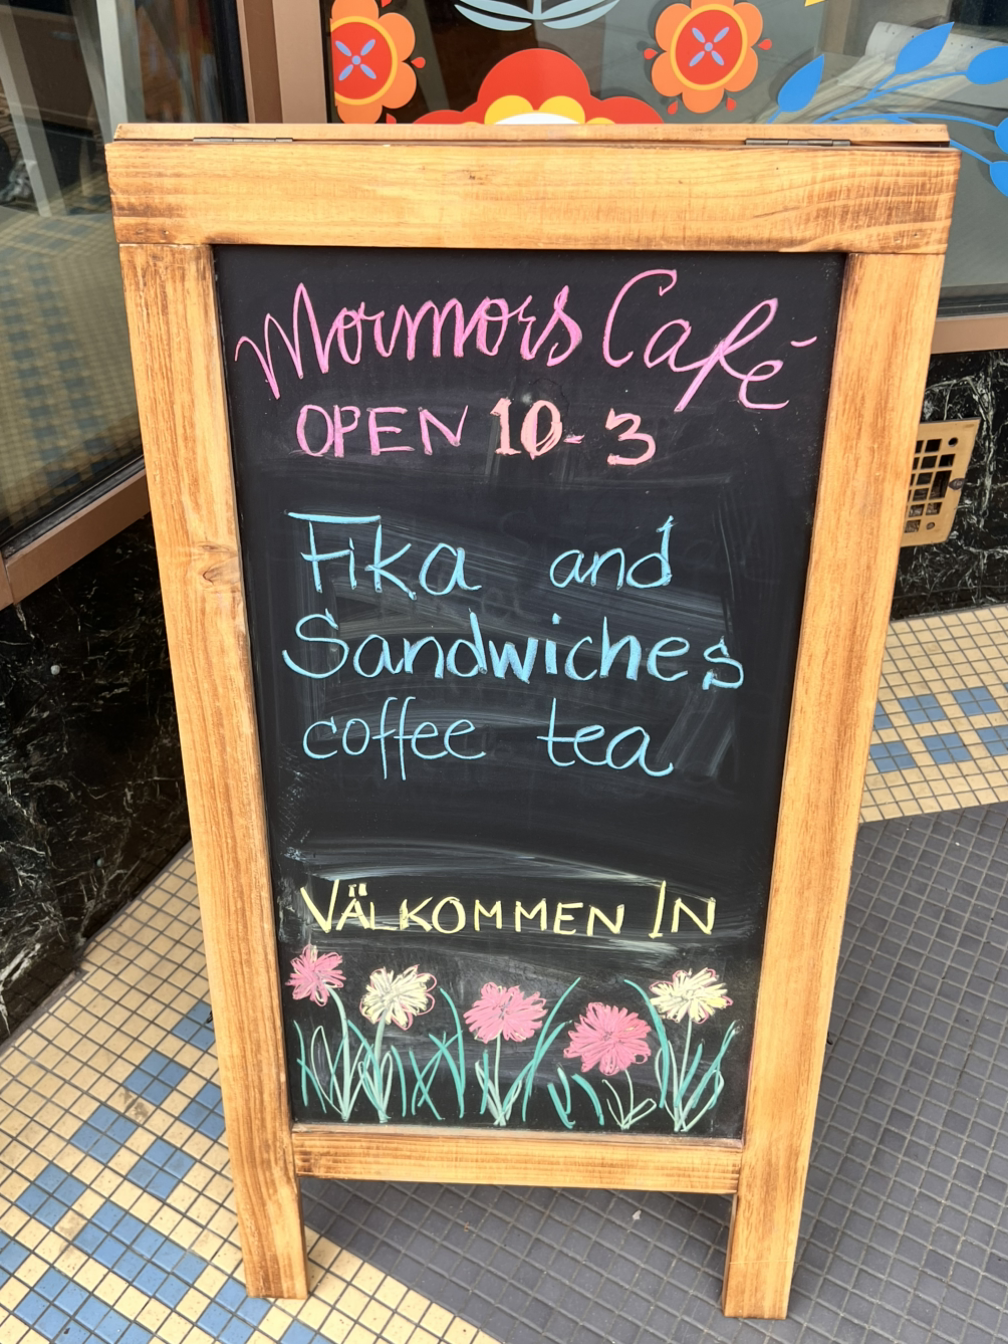 Mormors Café
OPEN 10-3
Fika and
Sandwiches
coffee tea
VÄLKOMMEN IN